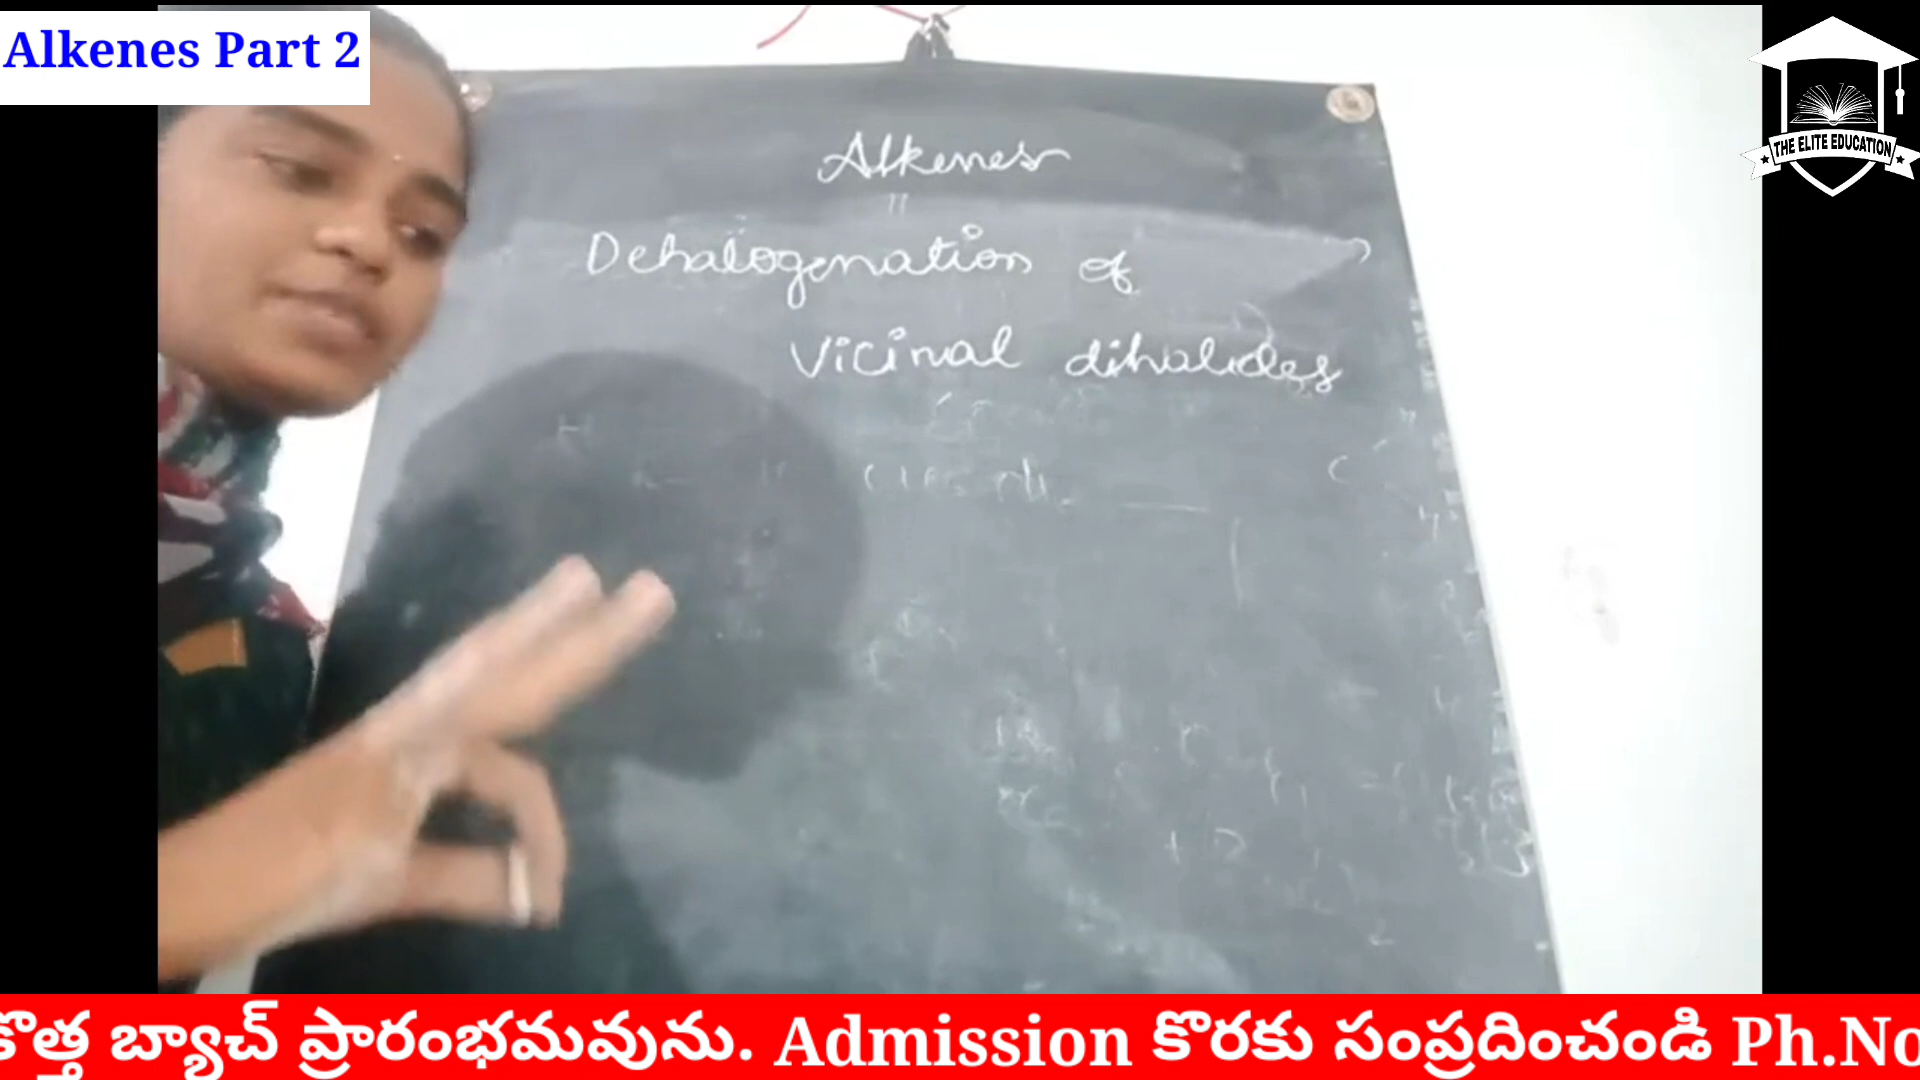 Alkenes Part 2
THE ELITE EDUCATION
Alkenes
Dehalogenation of
Vicinal dihalides
కొత్త బ్యాచ్ ప్రారంభమవును. Admission కొరకు సంప్రదించండి Ph.No